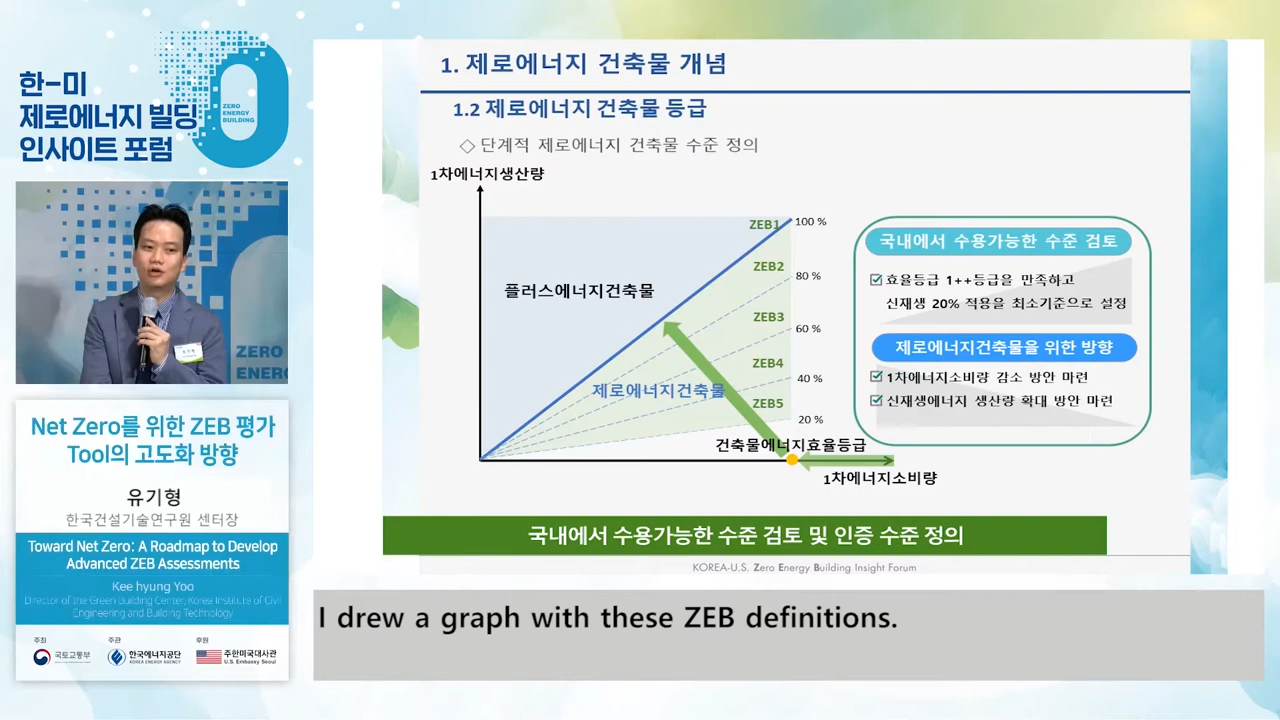 한-미
제로에너지 빌딩
인사이트 포럼
ZERO
ENERGY
BUILDING
ZERO
ENER
Net Zero를 위한 ZEB 평가
Tool의 고도화 방향
유기형
한국건설기술연구원 센터장
Toward Net Zero: A Roadmap to Develop
Advanced ZEB Assessments
Kee hyung Yoo
Director of the Green Building Center, Korea Institute of Civil
Engineering and Building Technology
주최
주관
후원
국토교통부
한국에너지공단
KOREA ENERGY AGENCY
주한미국대사관
U.S. Embassy Seoul
1. 제로에너지 건축물 개념
1.2 제로에너지 건축물 등급
◇ 단계적 제로에너지 건축물 수준 정의
1차에너지생산량
ZEB1
100 %
ZEB2
80 %
ZEB3
60 %
ZEB4
40 %
ZEB5
20 %
플러스에너지건축물
제로에너지건축물
건축물에너지효율등급
1차에너지소비량
국내에서 수용가능한 수준 검토
효율등급 1++등급을 만족하고
신재생 20% 적용을 최소기준으로 설정
제로에너지건축물을 위한 방향
1차에너지소비량 감소 방안 마련
신재생에너지 생산량 확대 방안 마련
국내에서 수용가능한 수준 검토 및 인증 수준 정의
KOREA-U.S. Zero Energy Building Insight Forum
I drew a graph with these ZEB definitions.